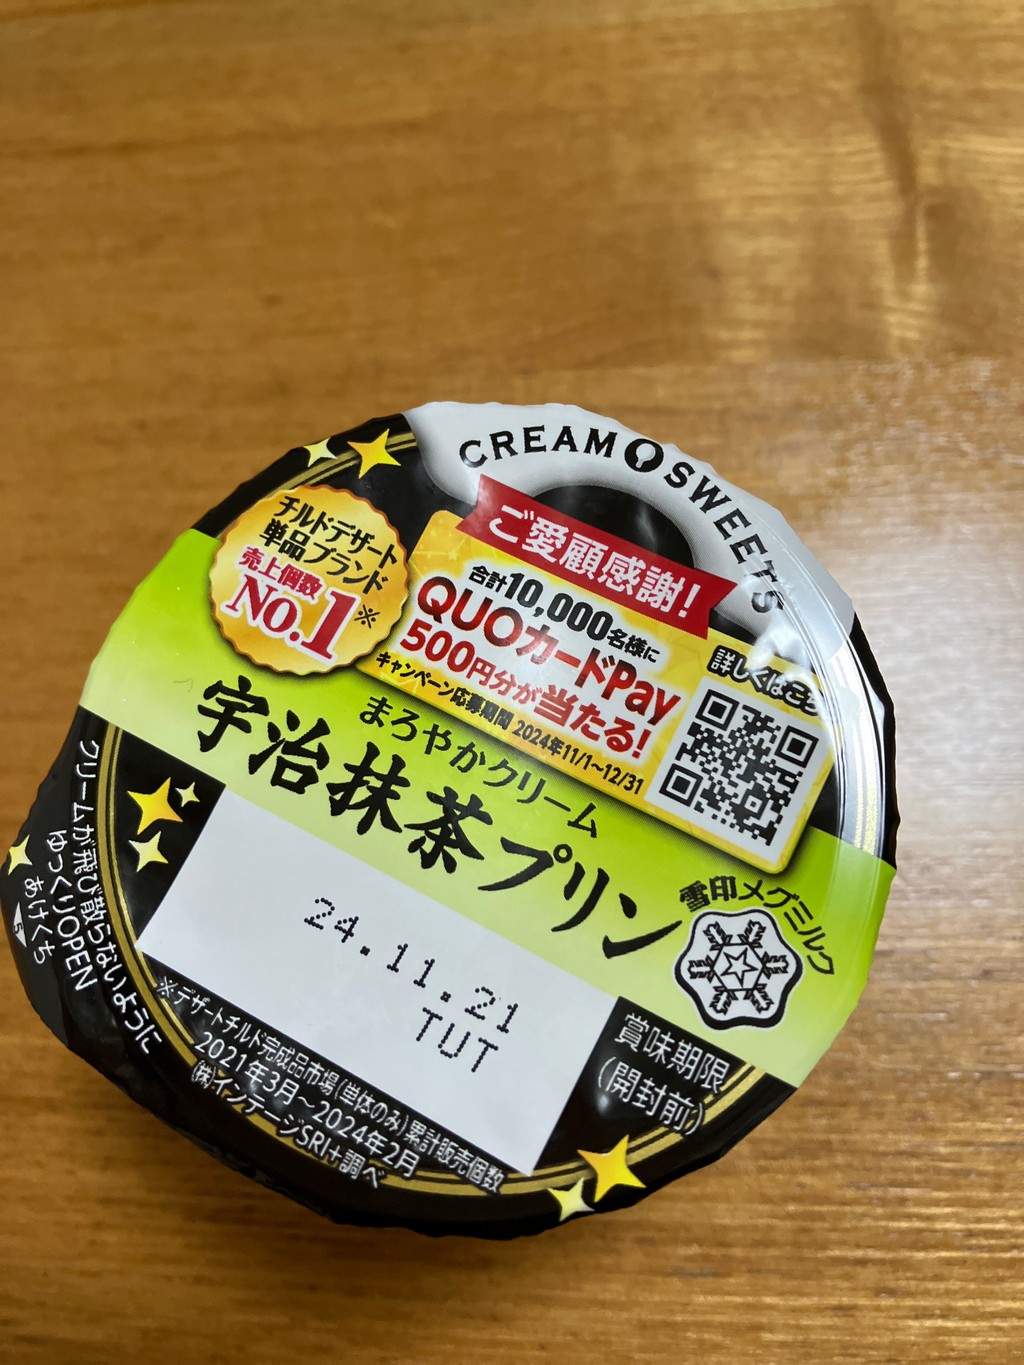 CREAM SWEETS
チルドデザート
単品ブランド
売上個数
No.1※
ご愛顧感謝!
合計10,000名様に
QUOカードPay
500円分が当たる!
キャンペーン応募期間 2024年11/1~12/31
詳しくはこちら
まろやかクリーム
宇治抹茶プリン
雪印メグミルク
24.11.21
TUT
賞味期限
(開封前)
※デザートチルド完成品市場(単体のみ)累計販売個数
2021年3月~2024年2月
㈱インテージSRI+調べ
クリームが飛び散らないように
ゆっくりOPEN
あけくち
5